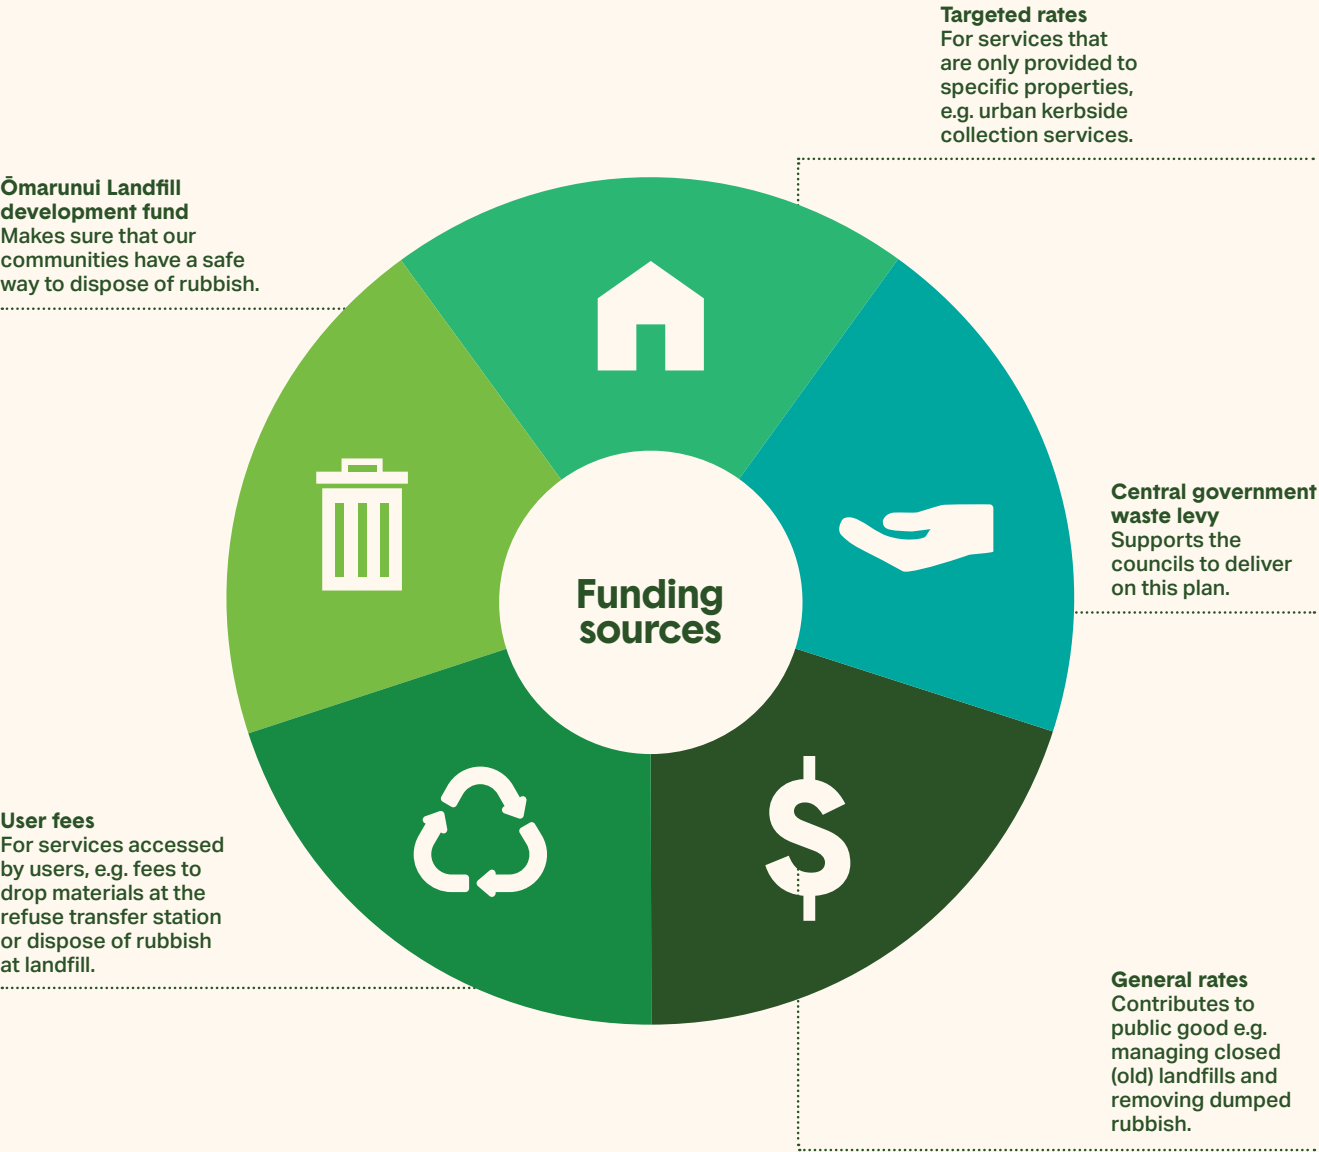 Targeted rates
For services that
are only provided to
specific properties,
e.g. urban kerbside
collection services.
Ōmarunui Landfill
development fund
Makes sure that our
communities have a safe
way to dispose of rubbish.
Central government
waste levy
Supports the
councils to deliver
on this plan.
Funding
sources
$
User fees
For services accessed
by users, e.g. fees to
drop materials at the
refuse transfer station
or dispose of rubbish
at landfill.
General rates
Contributes to
public good e.g.
managing closed
(old) landfills and
removing dumped
rubbish.